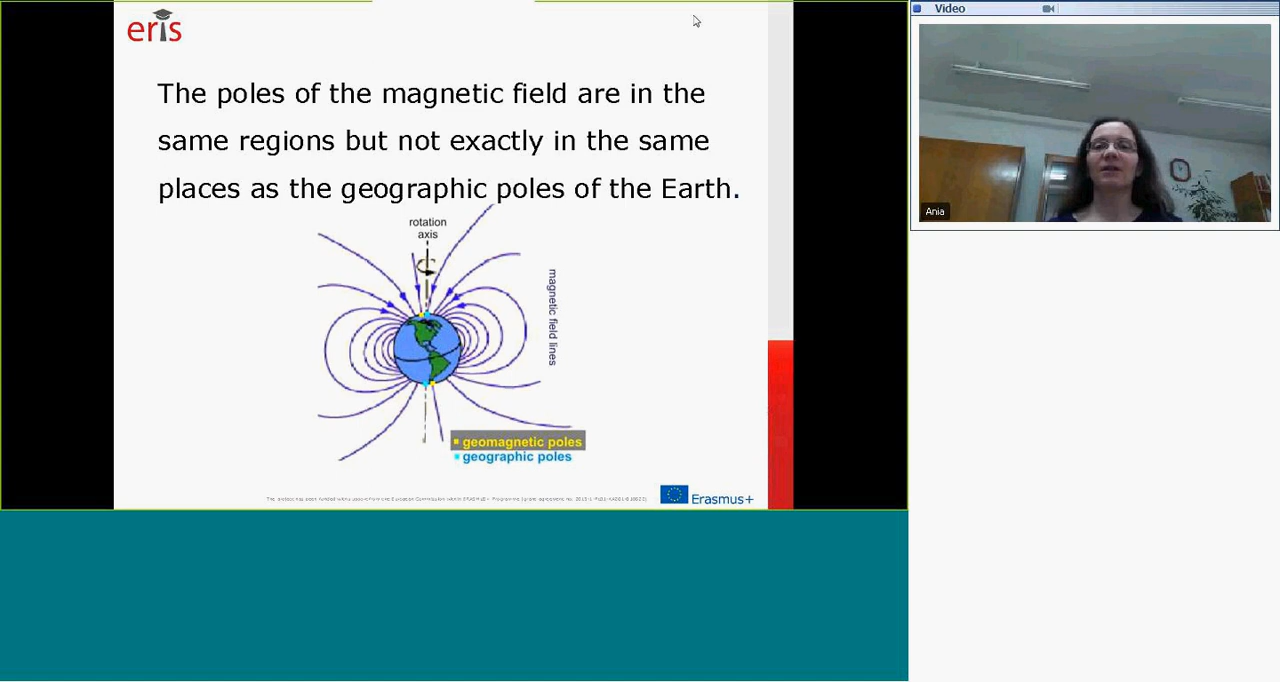 eris
The poles of the magnetic field are in the
same regions but not exactly in the same
places as the geographic poles of the Earth.
rotation
axis
magnetic field lines
geomagnetic poles
geographic poles
Erasmus+
Video
Ania